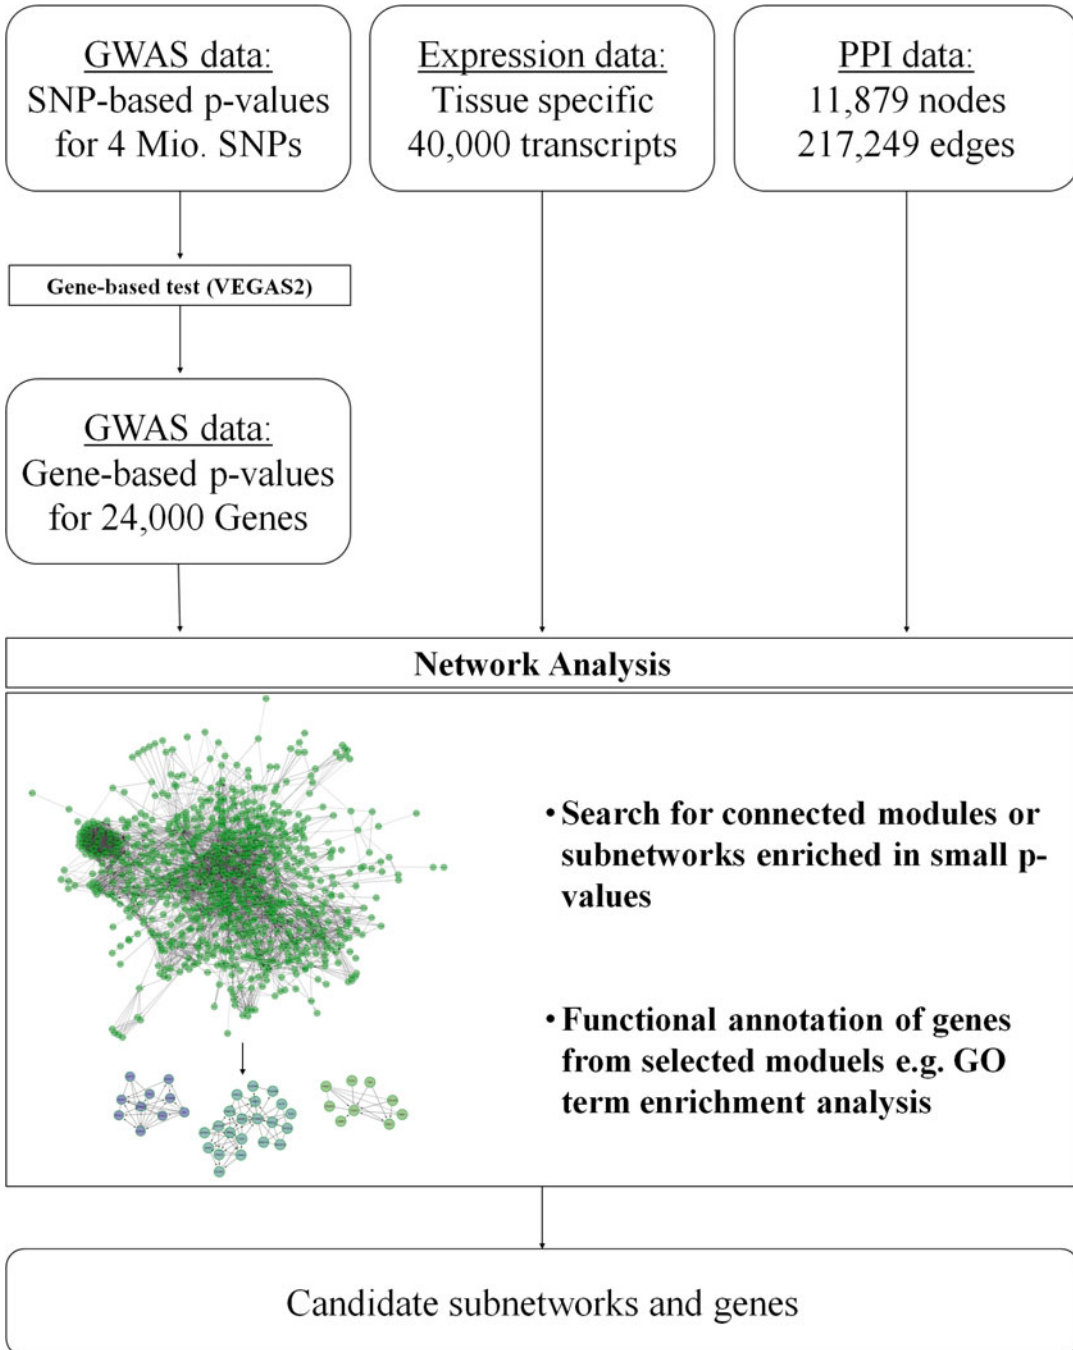 GWAS data:
SNP-based p-values
for 4 Mio. SNPs
Expression data:
Tissue specific
40,000 transcripts
PPI data:
11,879 nodes
217,249 edges
Gene-based test (VEGAS2)
GWAS data:
Gene-based p-values
for 24,000 Genes
Network Analysis
• Search for connected modules or
subnetworks enriched in small p-
values
• Functional annotation of genes
from selected moduels e.g. GO
term enrichment analysis
Candidate subnetworks and genes